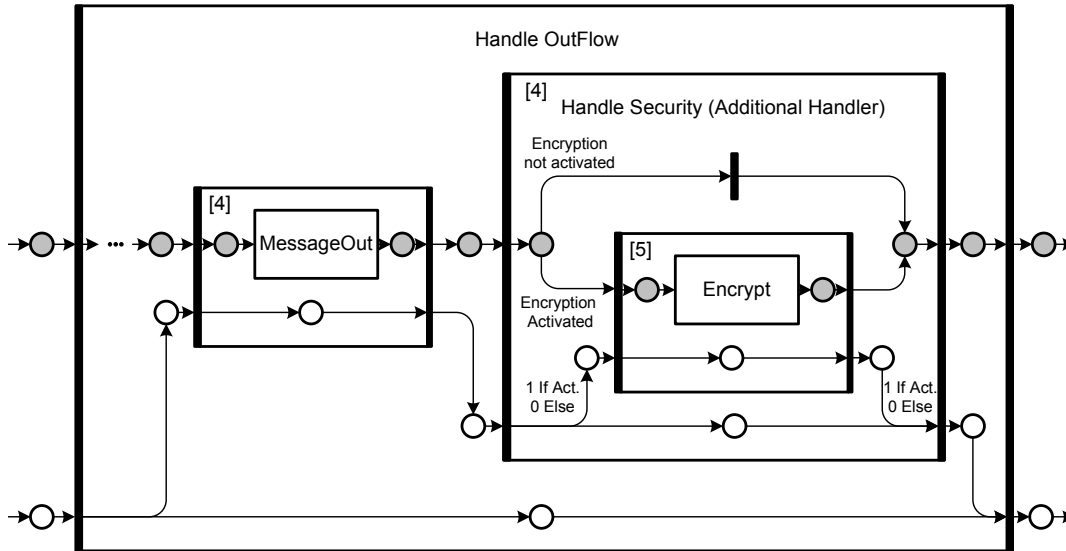 Handle OutFlow
[4]
Handle Security (Additional Handler)
Encryption
not activated
[4]
...
MessageOut
[5]
Encrypt
Encryption
Activated
1 If Act.
0 Else
1 If Act.
0 Else